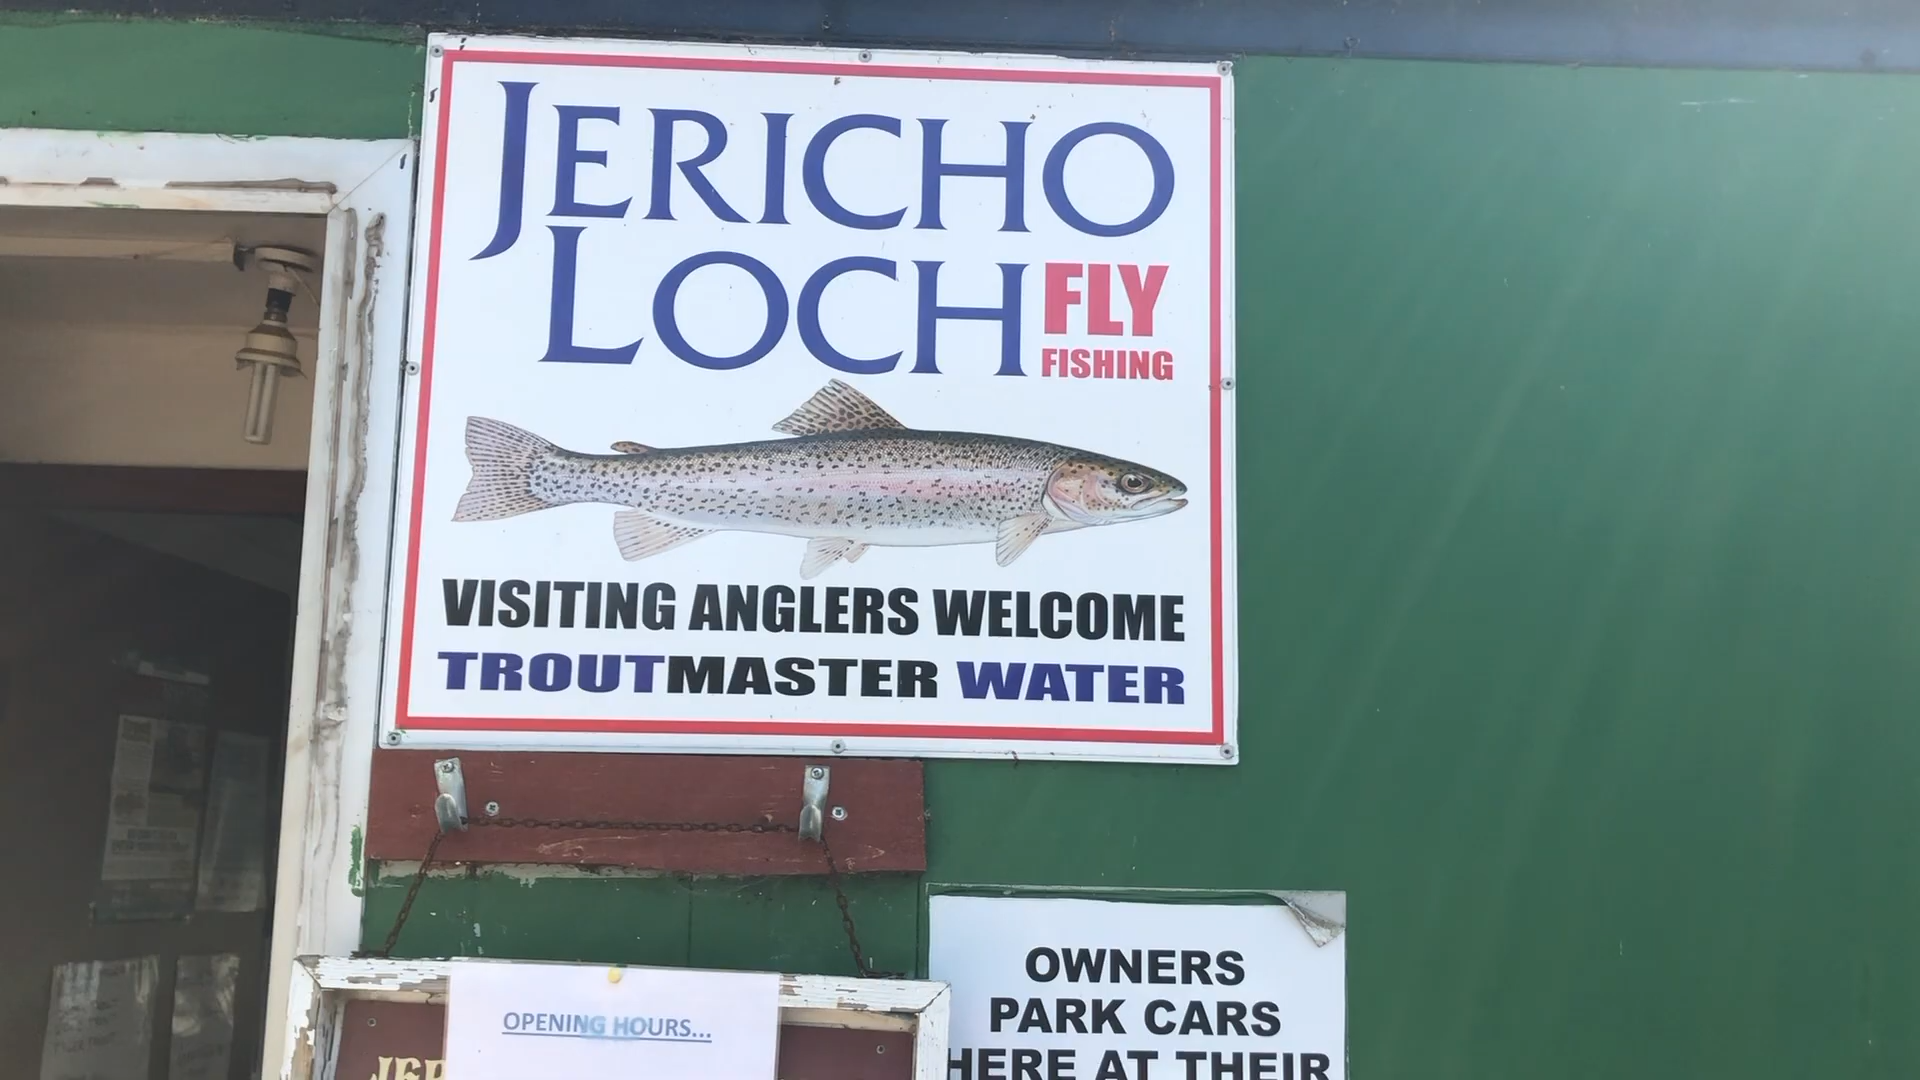 JERICHO
LOCH FLY
FISHING
VISITING ANGLERS WELCOME
TROUTMASTER WATER
OPENING HOURS...
OWNERS
PARK CARS
HERE AT THEIR